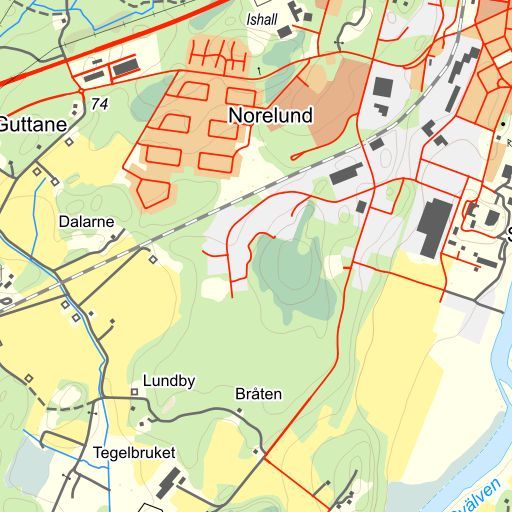 Ishall
74
Norelund
Guttane
Dalarne
Lundby
Bråten
Tegelbruket